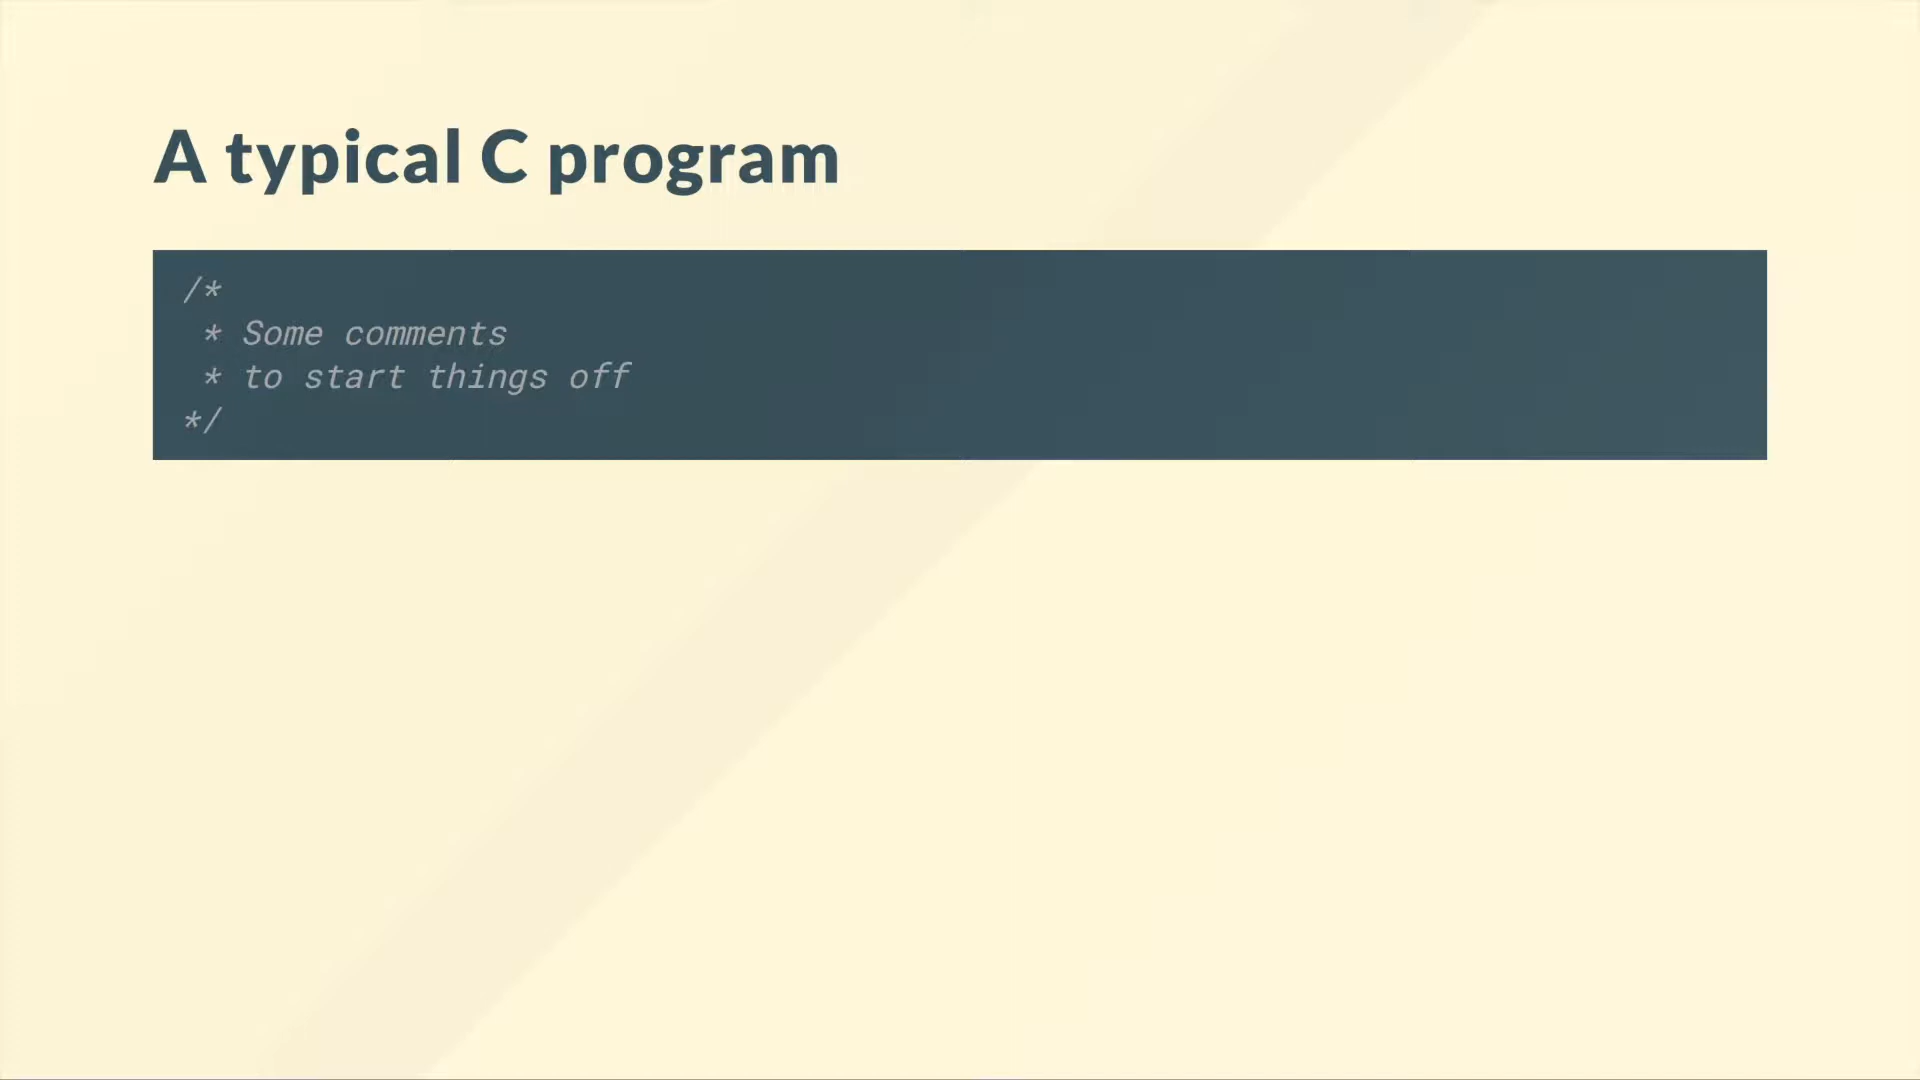 A typical C program
/*
 * Some comments
 * to start things off
*/